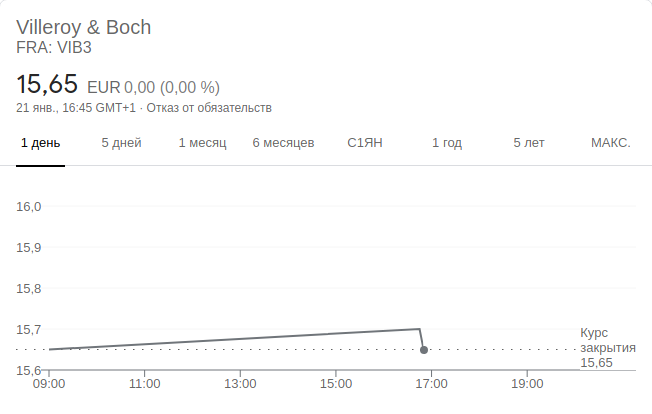 Villeroy & Boch
FRA: VIB3
15,65 EUR 0,00 (0,00 %)
21 янв., 16:45 GMT+1 · Отказ от обязательств
1 день 5 дней 1 месяц 6 месяцев С1ЯН 1 год 5 лет МАКС.
16,0
15,9
15,8
15,7
Курс
закрытия
15,65
15,6
09:00 11:00 13:00 15:00 17:00 19:00